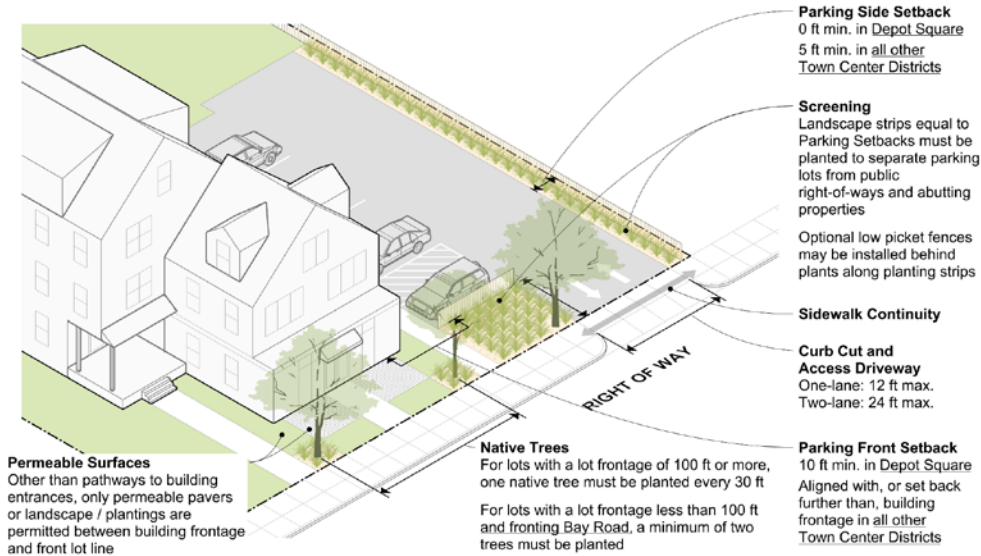 Parking Side Setback
0 ft min. in Depot Square
5 ft min. in all other
Town Center Districts
Screening
Landscape strips equal to
Parking Setbacks must be
planted to separate parking
lots from public
right-of-ways and abutting
properties
Optional low picket fences
may be installed behind
plants along planting strips
Sidewalk Continuity
Curb Cut and
Access Driveway
One-lane: 12 ft max.
Two-lane: 24 ft max.
RIGHT OF WAY
Parking Front Setback
10 ft min. in Depot Square
Aligned with, or set back
further than, building
frontage in all other
Town Center Districts
Native Trees
For lots with a lot frontage of 100 ft or more,
one native tree must be planted every 30 ft
For lots with a lot frontage less than 100 ft
and fronting Bay Road, a minimum of two
trees must be planted
Permeable Surfaces
Other than pathways to building
entrances, only permeable pavers
or landscape / plantings are
permitted between building frontage
and front lot line